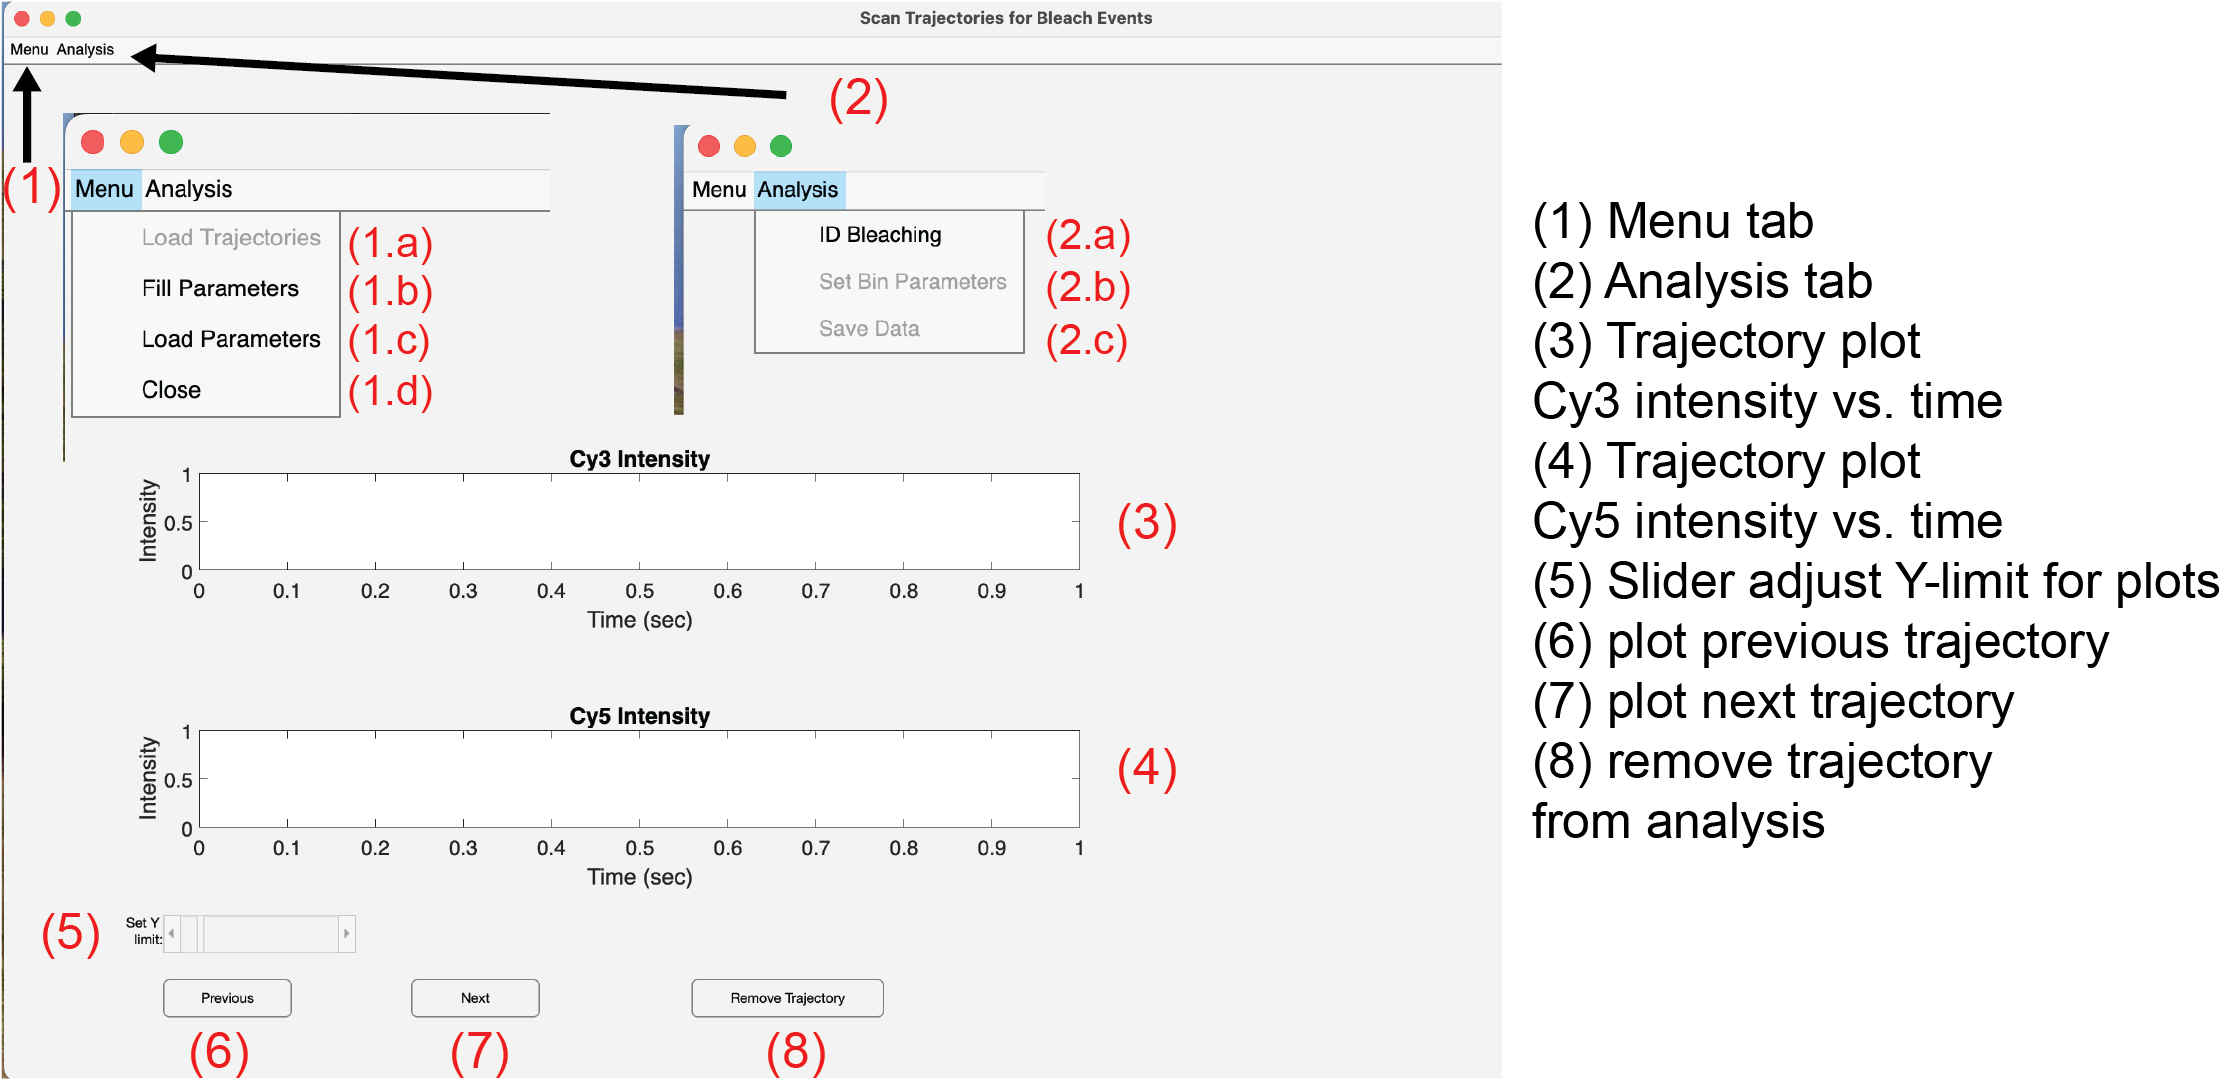 Scan Trajectories for Bleach Events
Menu Analysis
(2)
(1)
Menu Analysis
Load Trajectories (1.a)
Fill Parameters (1.b)
Load Parameters (1.c)
Close (1.d)
Menu Analysis
ID Bleaching (2.a)
Set Bin Parameters (2.b)
Save Data (2.c)
Cy3 Intensity
Intensity
1
0.5
0
0 0.1 0.2 0.3 0.4 0.5 0.6 0.7 0.8 0.9 1
Time (sec)
(3)
Cy5 Intensity
Intensity
1
0.5
0
0 0.1 0.2 0.3 0.4 0.5 0.6 0.7 0.8 0.9 1
Time (sec)
(4)
(5)
Set Y
limit:
Previous Next Remove Trajectory
(6) (7) (8)
(1) Menu tab
(2) Analysis tab
(3) Trajectory plot
Cy3 intensity vs. time
(4) Trajectory plot
Cy5 intensity vs. time
(5) Slider adjust Y-limit for plots
(6) plot previous trajectory
(7) plot next trajectory
(8) remove trajectory
from analysis